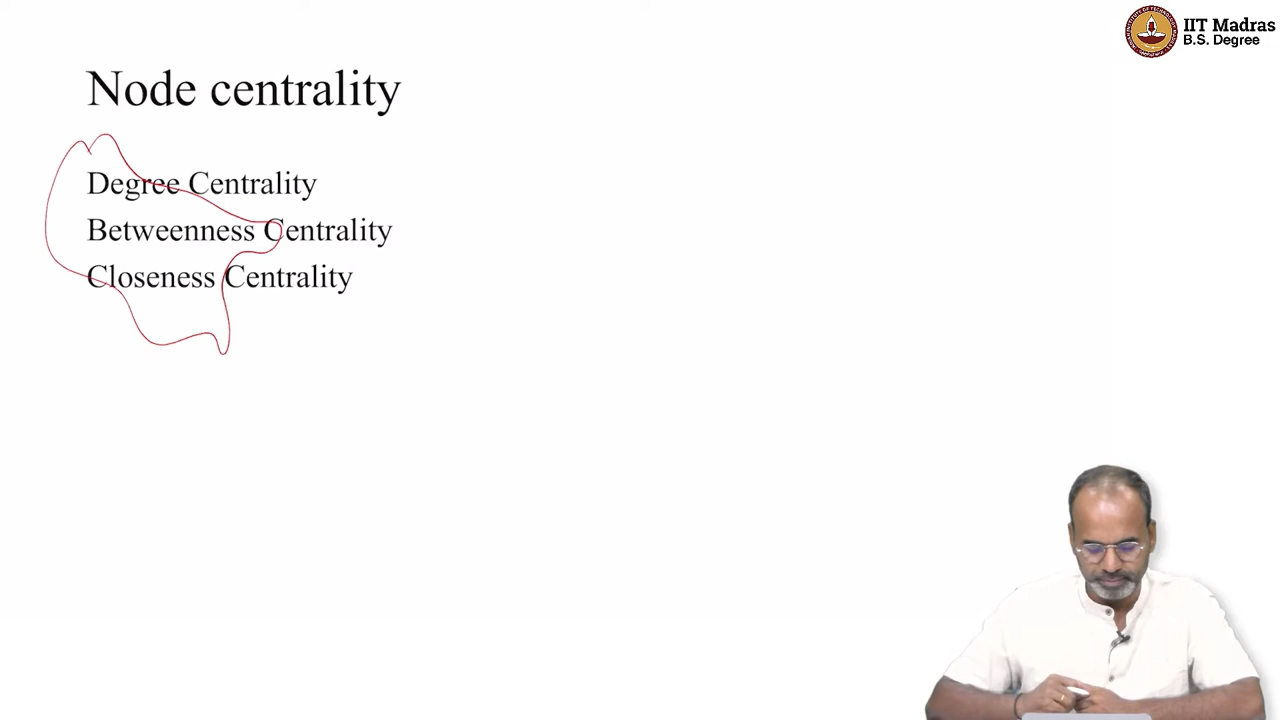 IIT Madras
B.S. Degree
Node centrality
Degree Centrality
Betweenness Centrality
Closeness Centrality